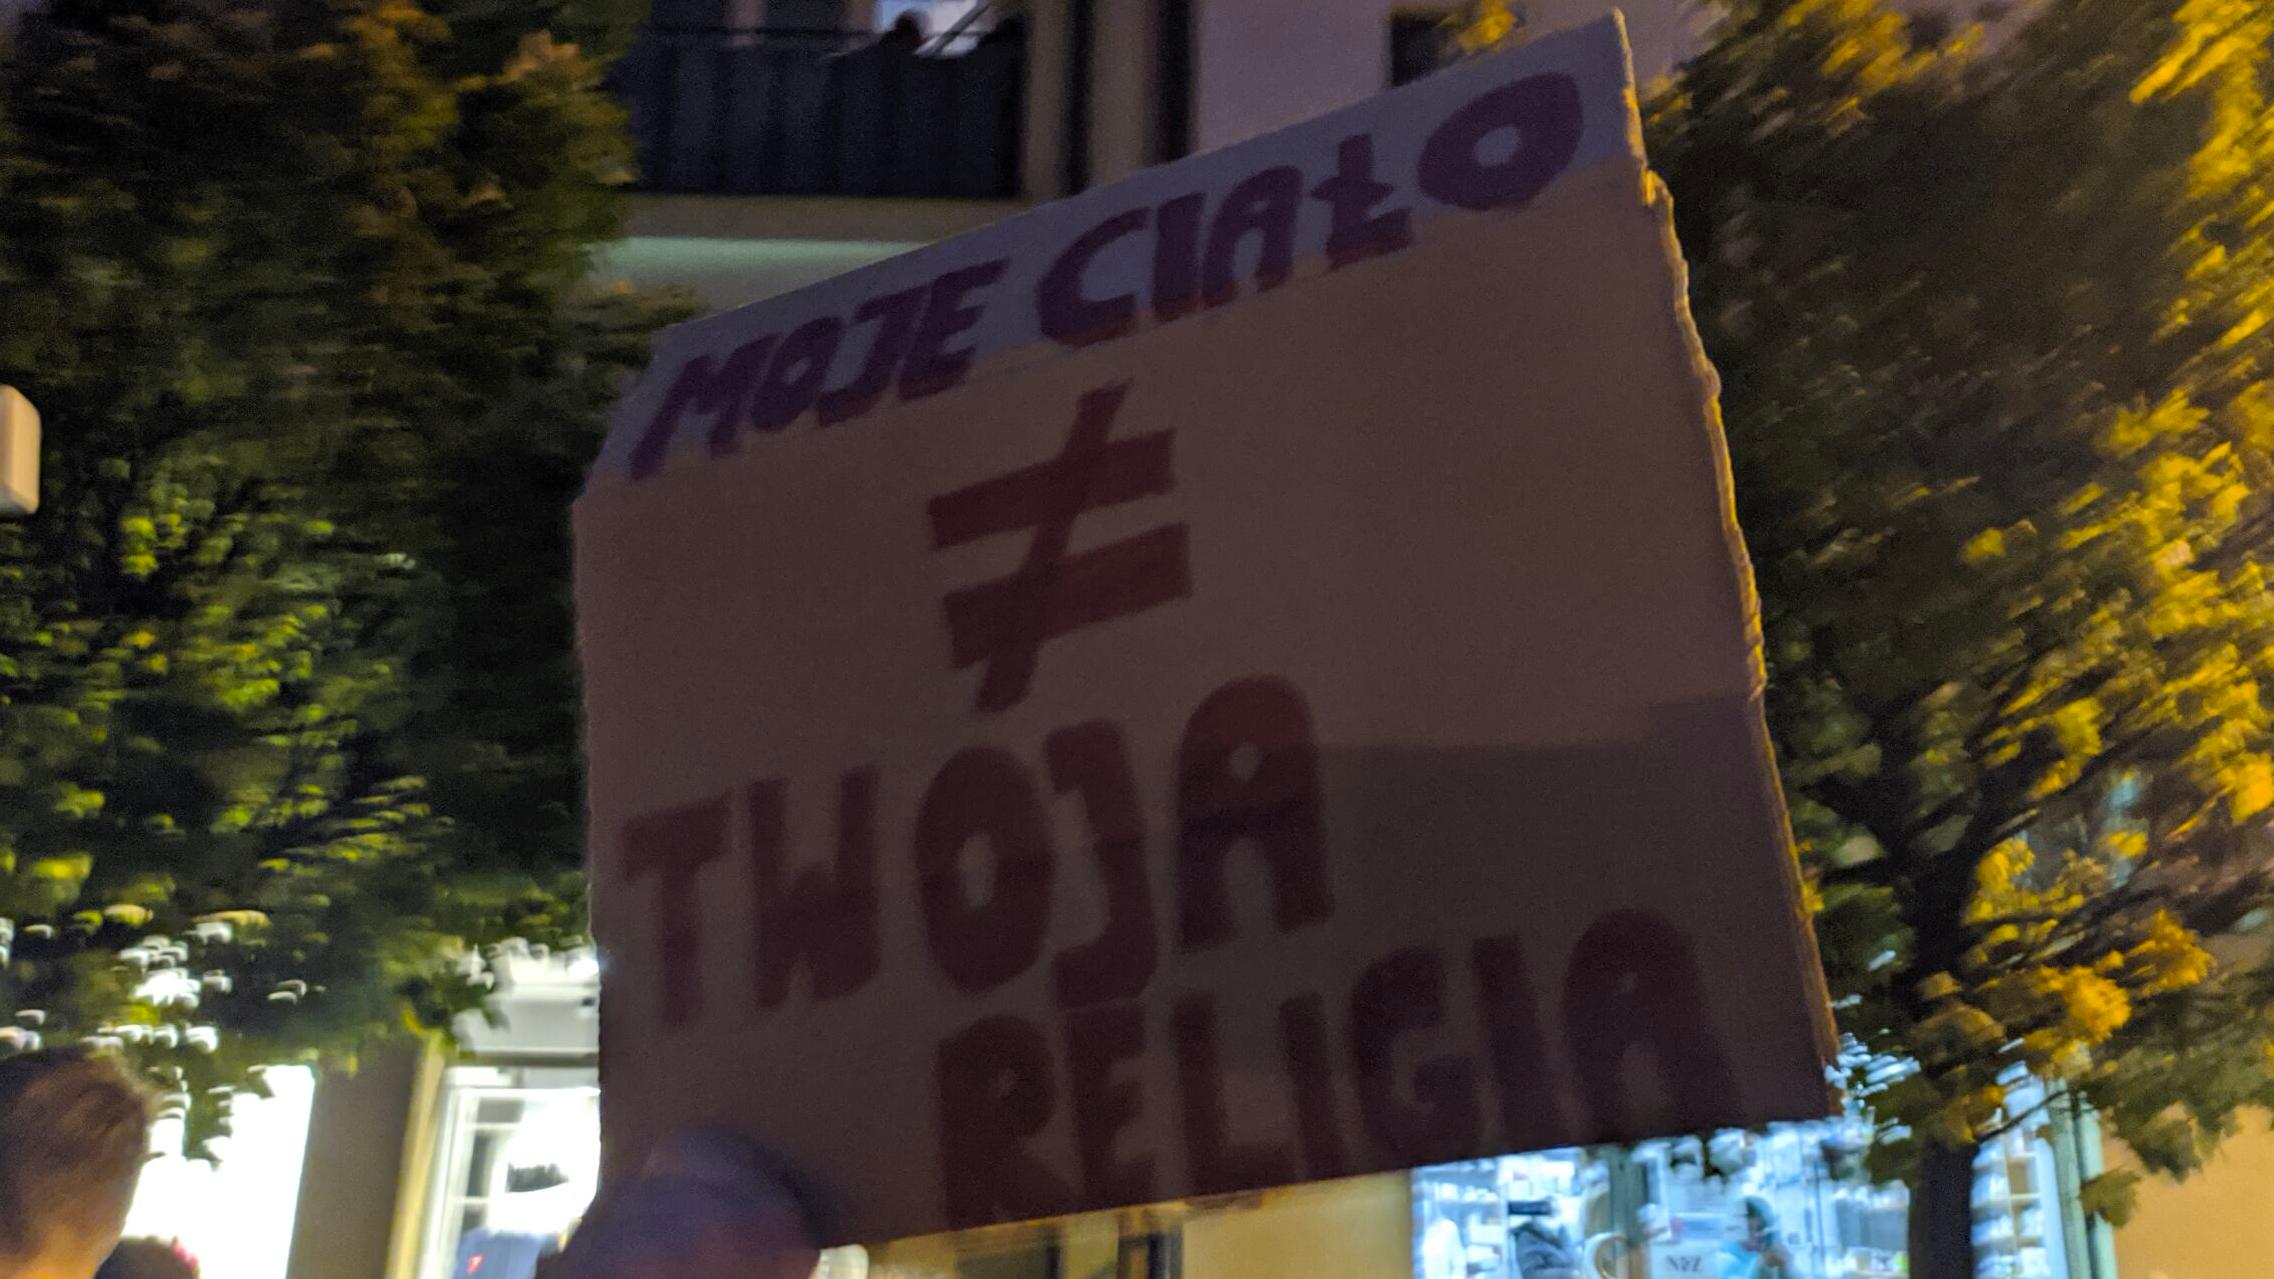 MOJE CIAŁO
≠
TWOJA
RELIGIA